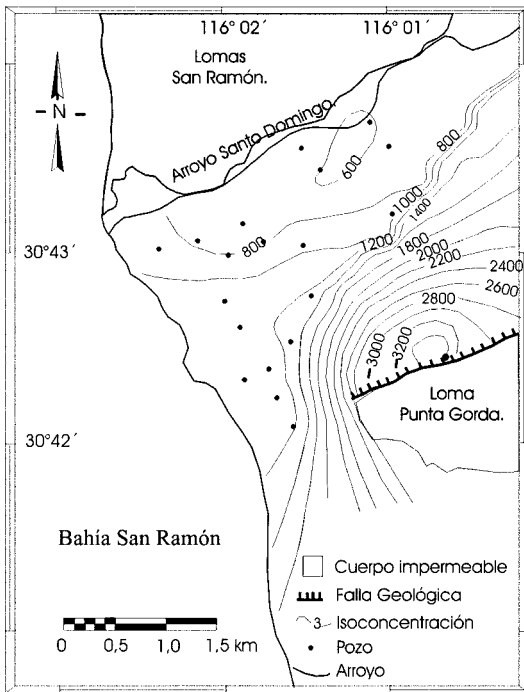 116° 02´
116° 01´
Lomas
San Ramón.
N
Arroyo Santo Domingo.
600
800
1000
1400
800
1200
1800
2000
2200
2400
2600
2800
3000
3200
30° 43´
Loma
Punta Gorda.
30° 42´
Bahía San Ramón
Cuerpo impermeable
Falla Geológica
3 Isoconcentración
Pozo
Arroyo
0 0,5 1,0 1,5 km